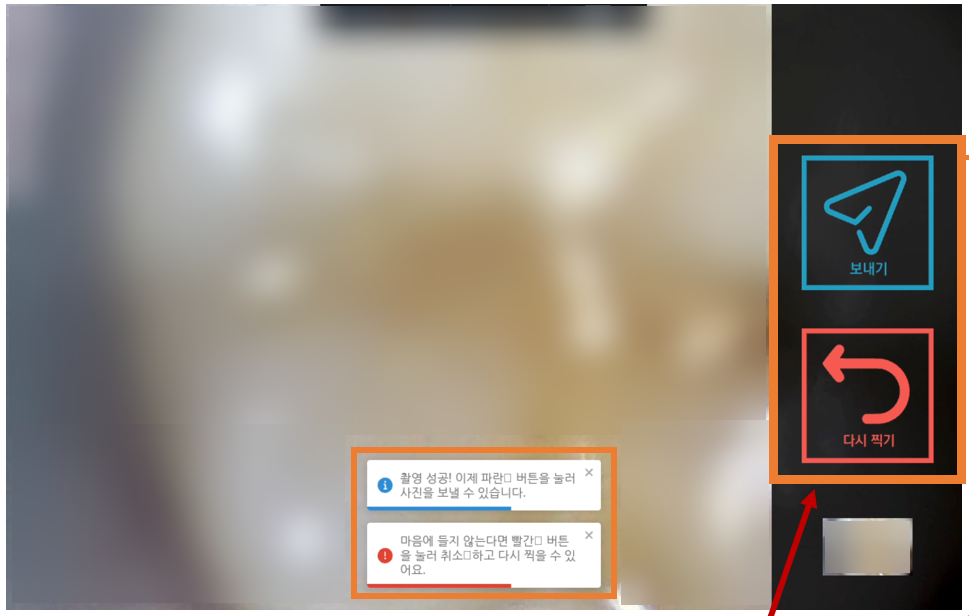 보내기
다시 찍기
촬영 성공! 이제 파란□ 버튼을 눌러
사진을 보낼 수 있습니다.
마음에 들지 않는다면 빨간□ 버튼
을 눌러 취소□하고 다시 찍을 수 있
어요.